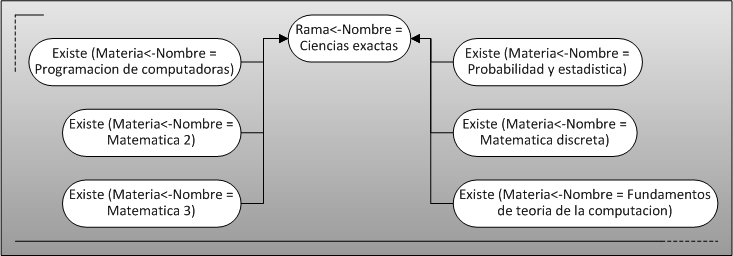 Rama<-Nombre =
Ciencias exactas
Existe (Materia<-Nombre =
Programacion de computadoras)
Existe (Materia<-Nombre =
Matematica 2)
Existe (Materia<-Nombre =
Matematica 3)
Existe (Materia<-Nombre =
Probabilidad y estadistica)
Existe (Materia<-Nombre =
Matematica discreta)
Existe (Materia<-Nombre = Fundamentos
de teoria de la computacion)